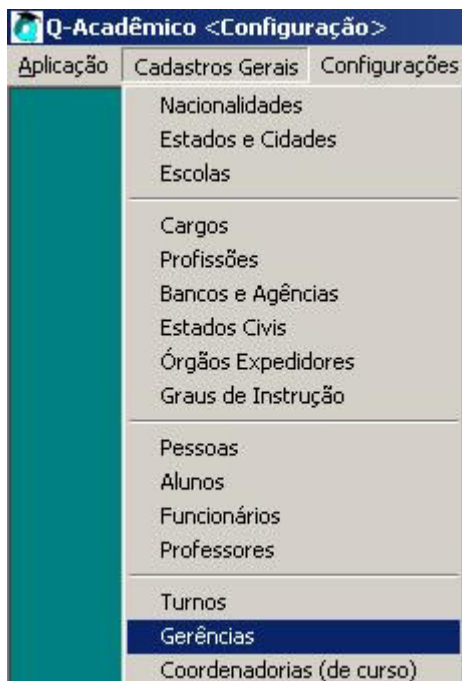 Q-Acadêmico <Configuração>
Aplicação Cadastros Gerais Configurações
Nacionalidades
Estados e Cidades
Escolas
Cargos
Profissões
Bancos e Agências
Estados Civis
Órgãos Expedidores
Graus de Instrução
Pessoas
Alunos
Funcionários
Professores
Turnos
Gerências
Coordenadorias (de curso)